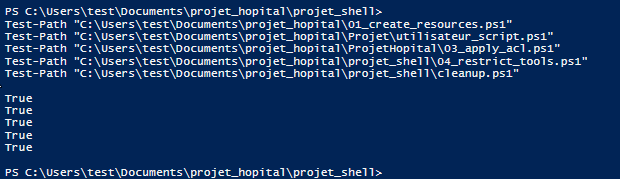 PS C:\Users\test\Documents\projet_hopital\projet_shell>
Test-Path "C:\Users\test\Documents\projet_hopital\01_create_resources.ps1"
Test-Path "C:\Users\test\Documents\projet_hopital\Projet\utilisateur_script.ps1"
Test-Path "C:\Users\test\Documents\projet_hopital\ProjetHopital\03_apply_acl.ps1"
Test-Path "C:\Users\test\Documents\projet_hopital\projet_shell\04_restrict_tools.ps1"
Test-Path "C:\Users\test\Documents\projet_hopital\projet_shell\cleanup.ps1"
True
True
True
True
True
PS C:\Users\test\Documents\projet_hopital\projet_shell>